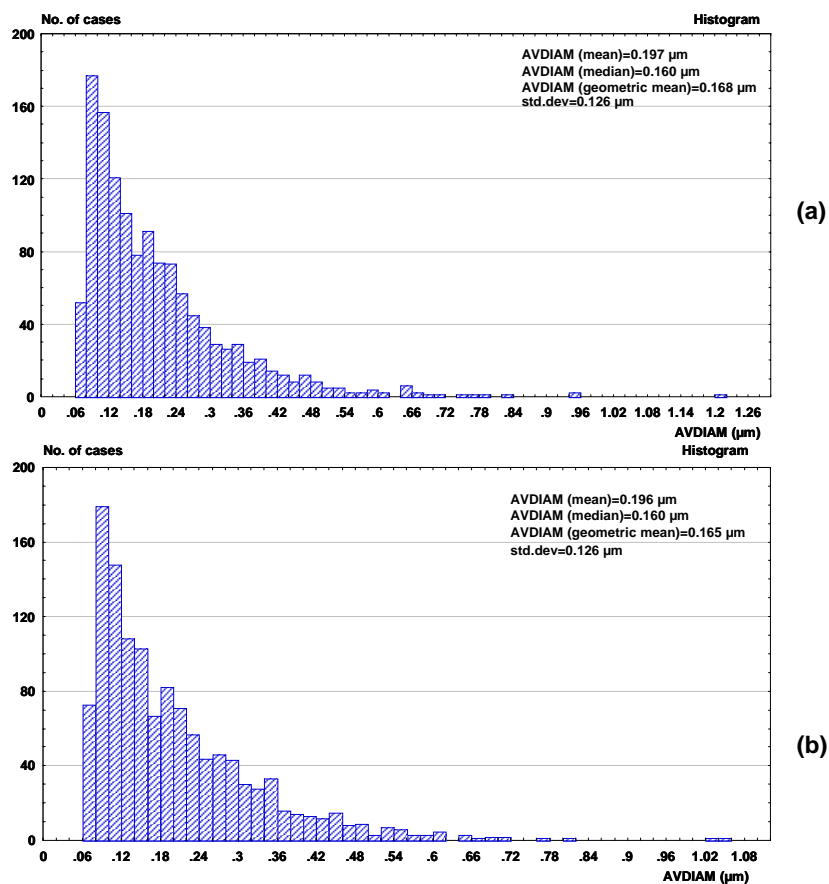 No. of cases Histogram
200
AVDIAM (mean)=0.197 µm
AVDIAM (median)=0.160 µm
160
AVDIAM (geometric mean)=0.168 µm
std.dev=0.126 µm
120
(a)
80
40
0
0 .06 .12 .18 .24 .3 .36 .42 .48 .54 .6 .66 .72 .78 .84 .9 .96 1.02 1.08 1.14 1.2 1.26
AVDIAM (µm)
No. of cases Histogram
200
AVDIAM (mean)=0.196 µm
AVDIAM (median)=0.160 µm
160
AVDIAM (geometric mean)=0.165 µm
std.dev=0.126 µm
120
80
(b)
40
0
0 .06 .12 .18 .24 .3 .36 .42 .48 .54 .6 .66 .72 .78 .84 .9 .96 1.02 1.08
AVDIAM (µm)